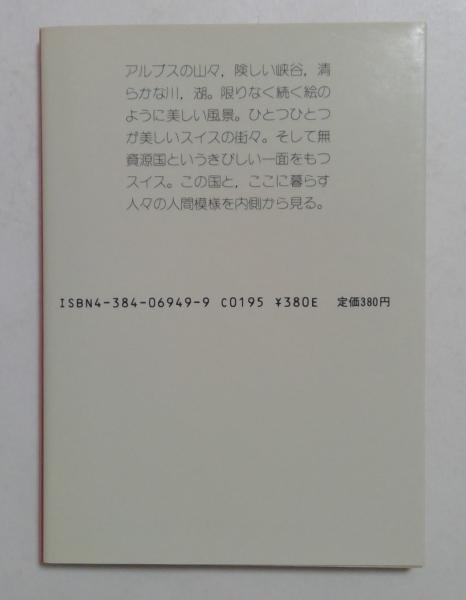 アルプスの山々，険しい峡谷，清
らかな川，湖。限りなく続く絵の
ように美しい風景。ひとつひとつ
が美しいスイスの街々。そして無
資源国というきびしい一面をもつ
スイス。この国と，ここに暮らす
人々の人間模様を内側から見る。
ISBN4-384-06949-9 C0195 ¥380E 定価380円